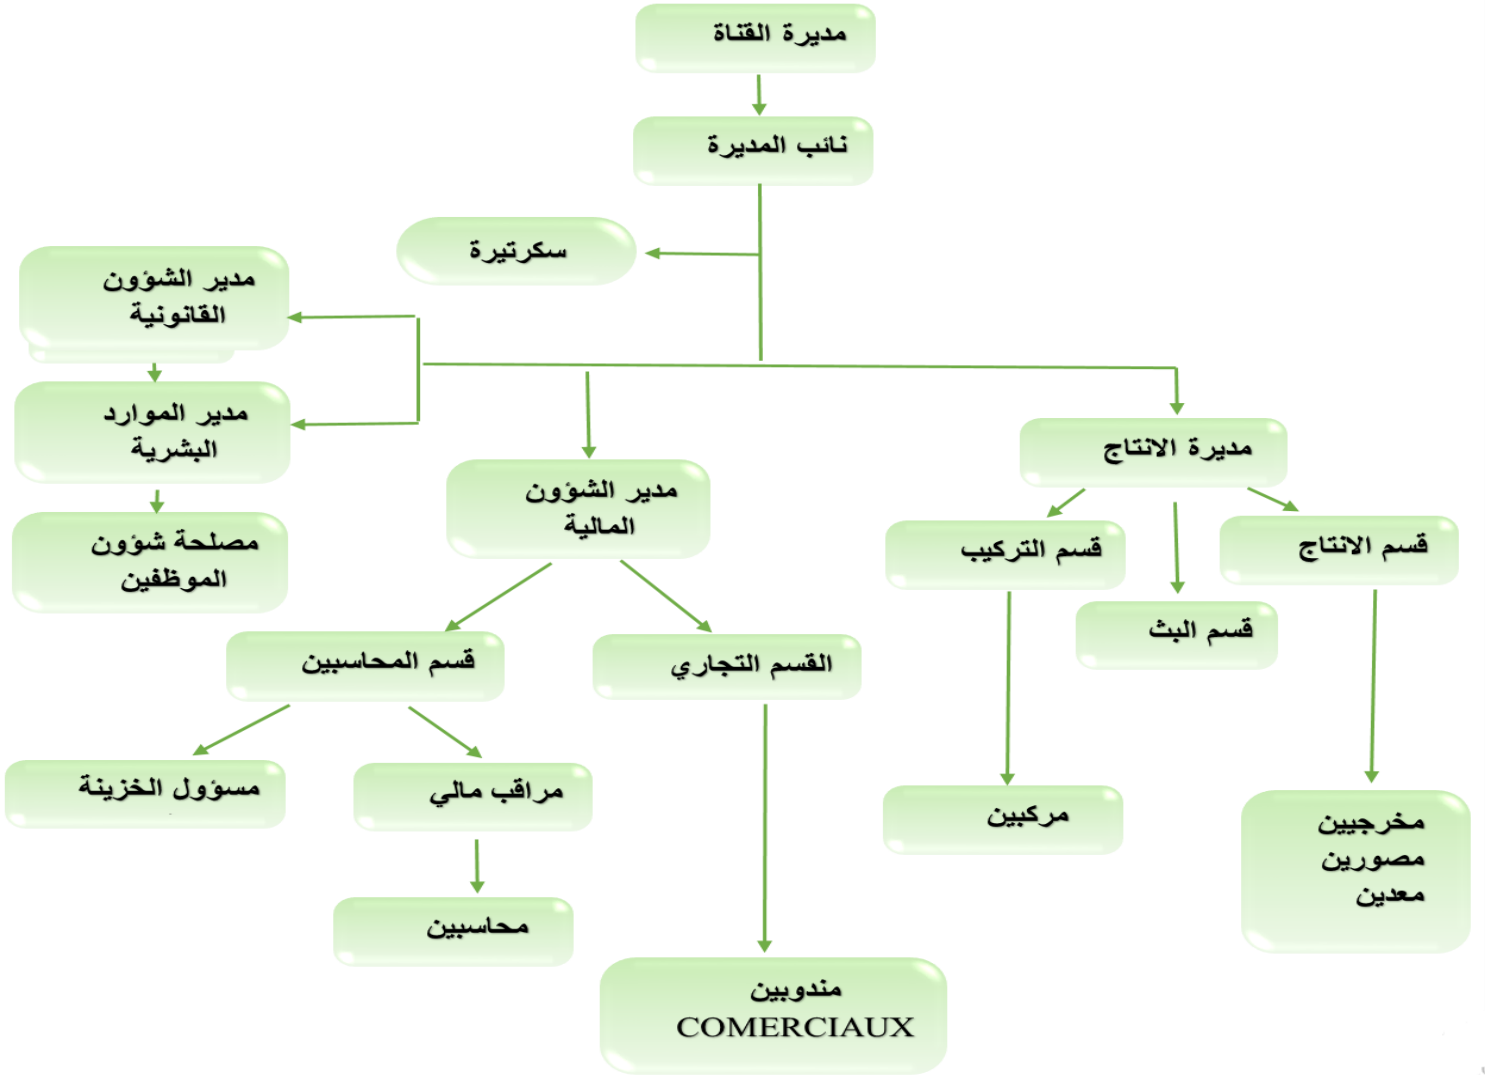 مديرة القناة
نائب المديرة
سكرتيرة
مدير الشؤون
القانونية
مدير الموارد
البشرية
مصلحة شؤون
الموظفين
مديرة الانتاج
مدير الشؤون
المالية
قسم الانتاج
قسم التركيب
قسم البث
القسم التجاري
قسم المحاسبين
مخرجيين
مصورين
معدين
مركبين
مراقب مالي
مسؤول الخزينة
محاسبين
مندوبين
COMERCIAUX